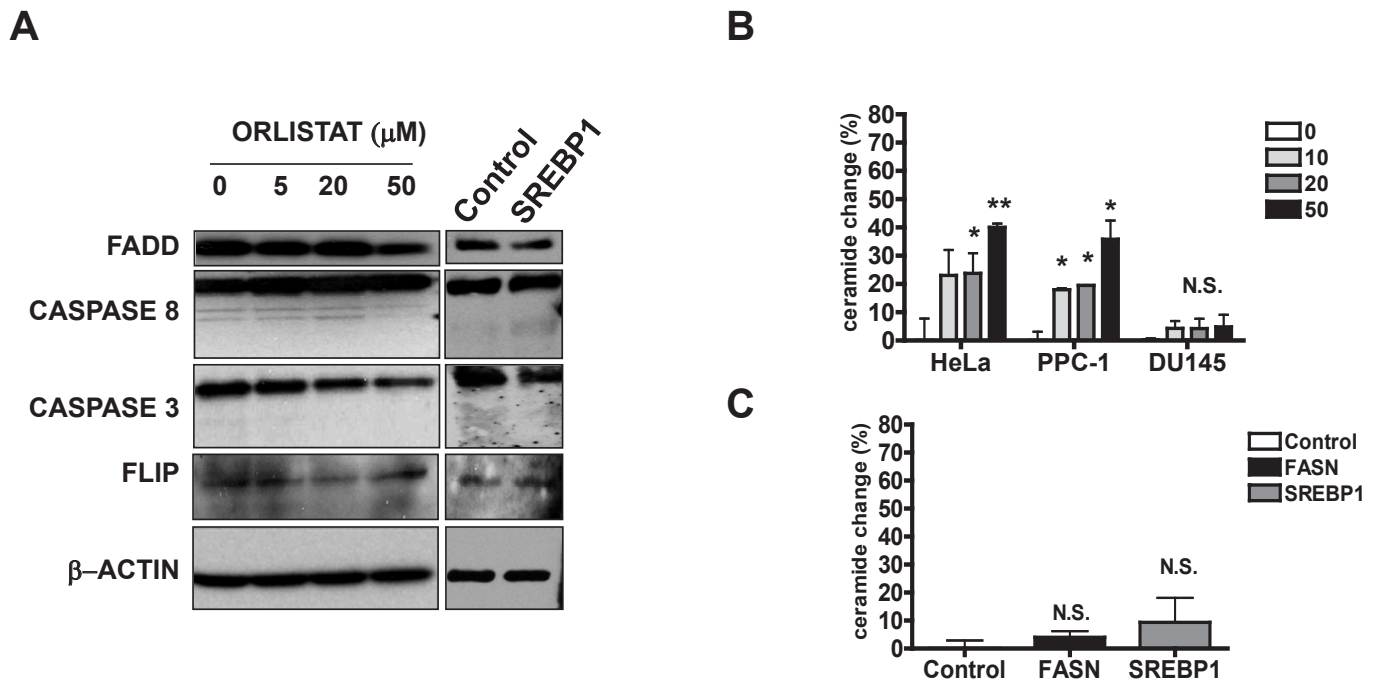 A
ORLISTAT (μM)
0 5 20 50
Control
SREBP1
FADD
CASPASE 8
CASPASE 3
FLIP
β–ACTIN
B
ceramide change (%)
80
70
60
50
40
30
20
10
0
* ** * * * N.S.
HeLa PPC-1 DU145
0
10
20
50
C
ceramide change (%)
80
70
60
50
40
30
20
10
0
N.S. N.S.
Control FASN SREBP1
Control
FASN
SREBP1